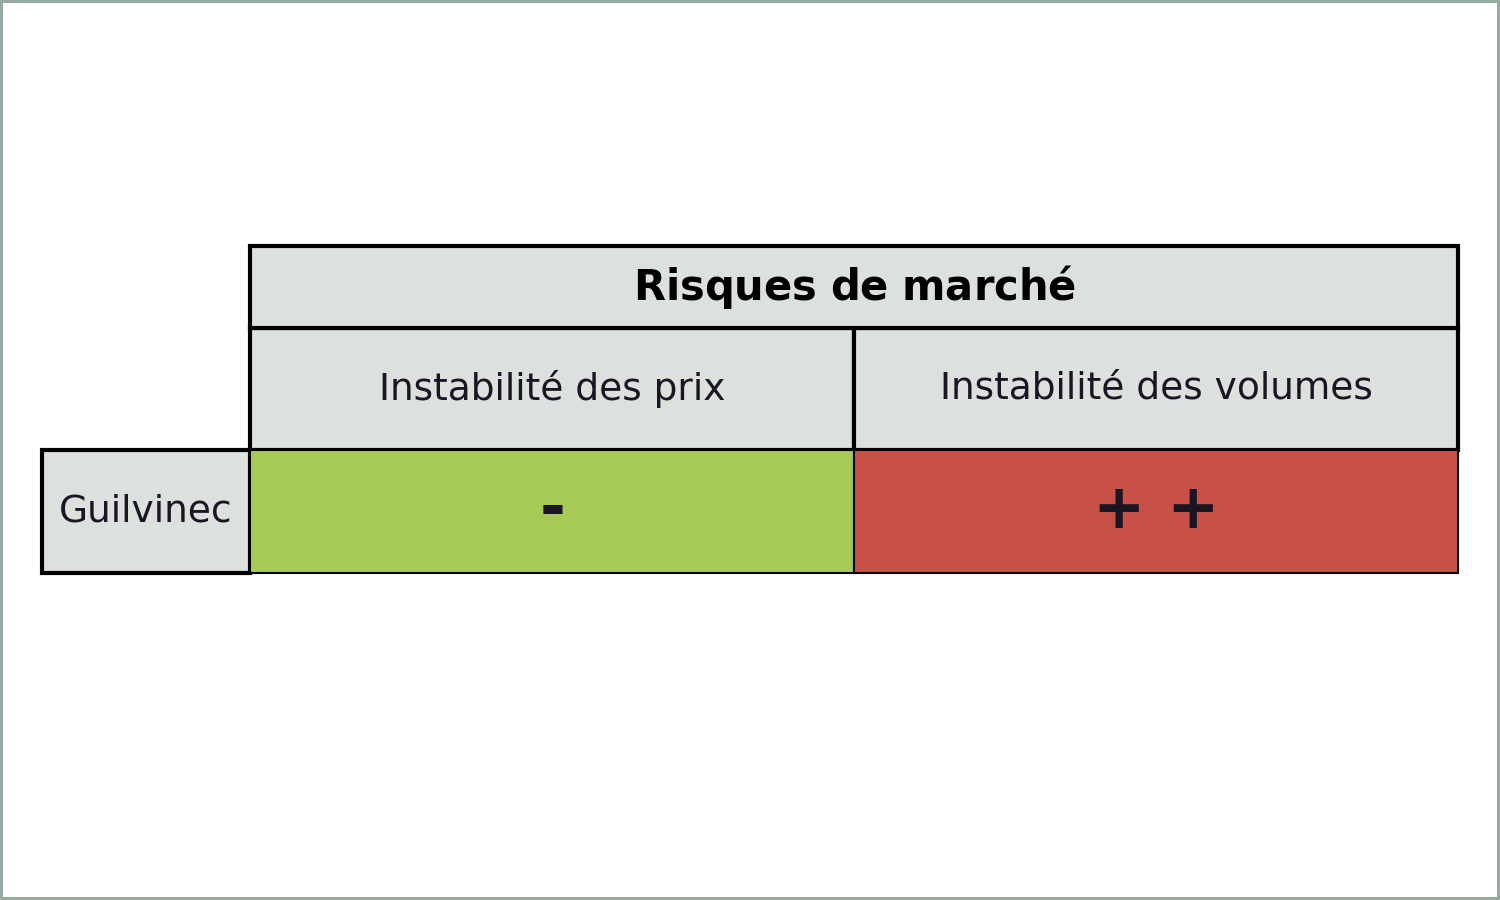 Risques de marché
Instabilité des prix
Instabilité des volumes
Guilvinec
-
+ +